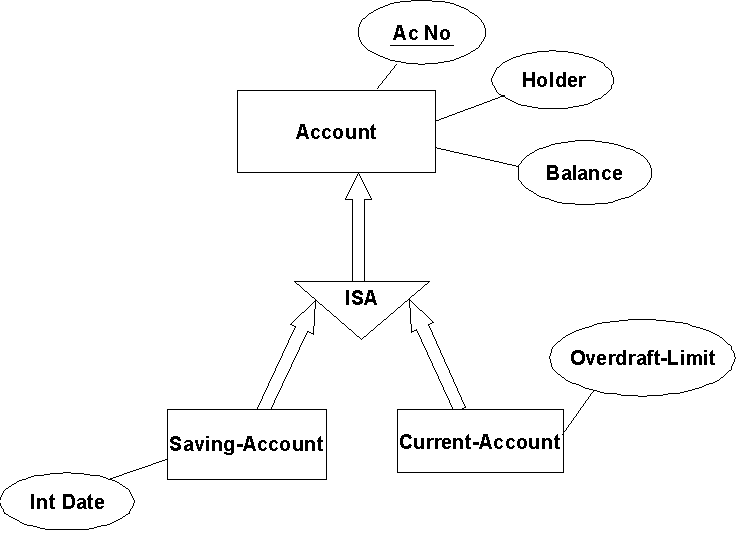 Ac No
Holder
Account
Balance
ISA
Overdraft-Limit
Saving-Account
Current-Account
Int Date